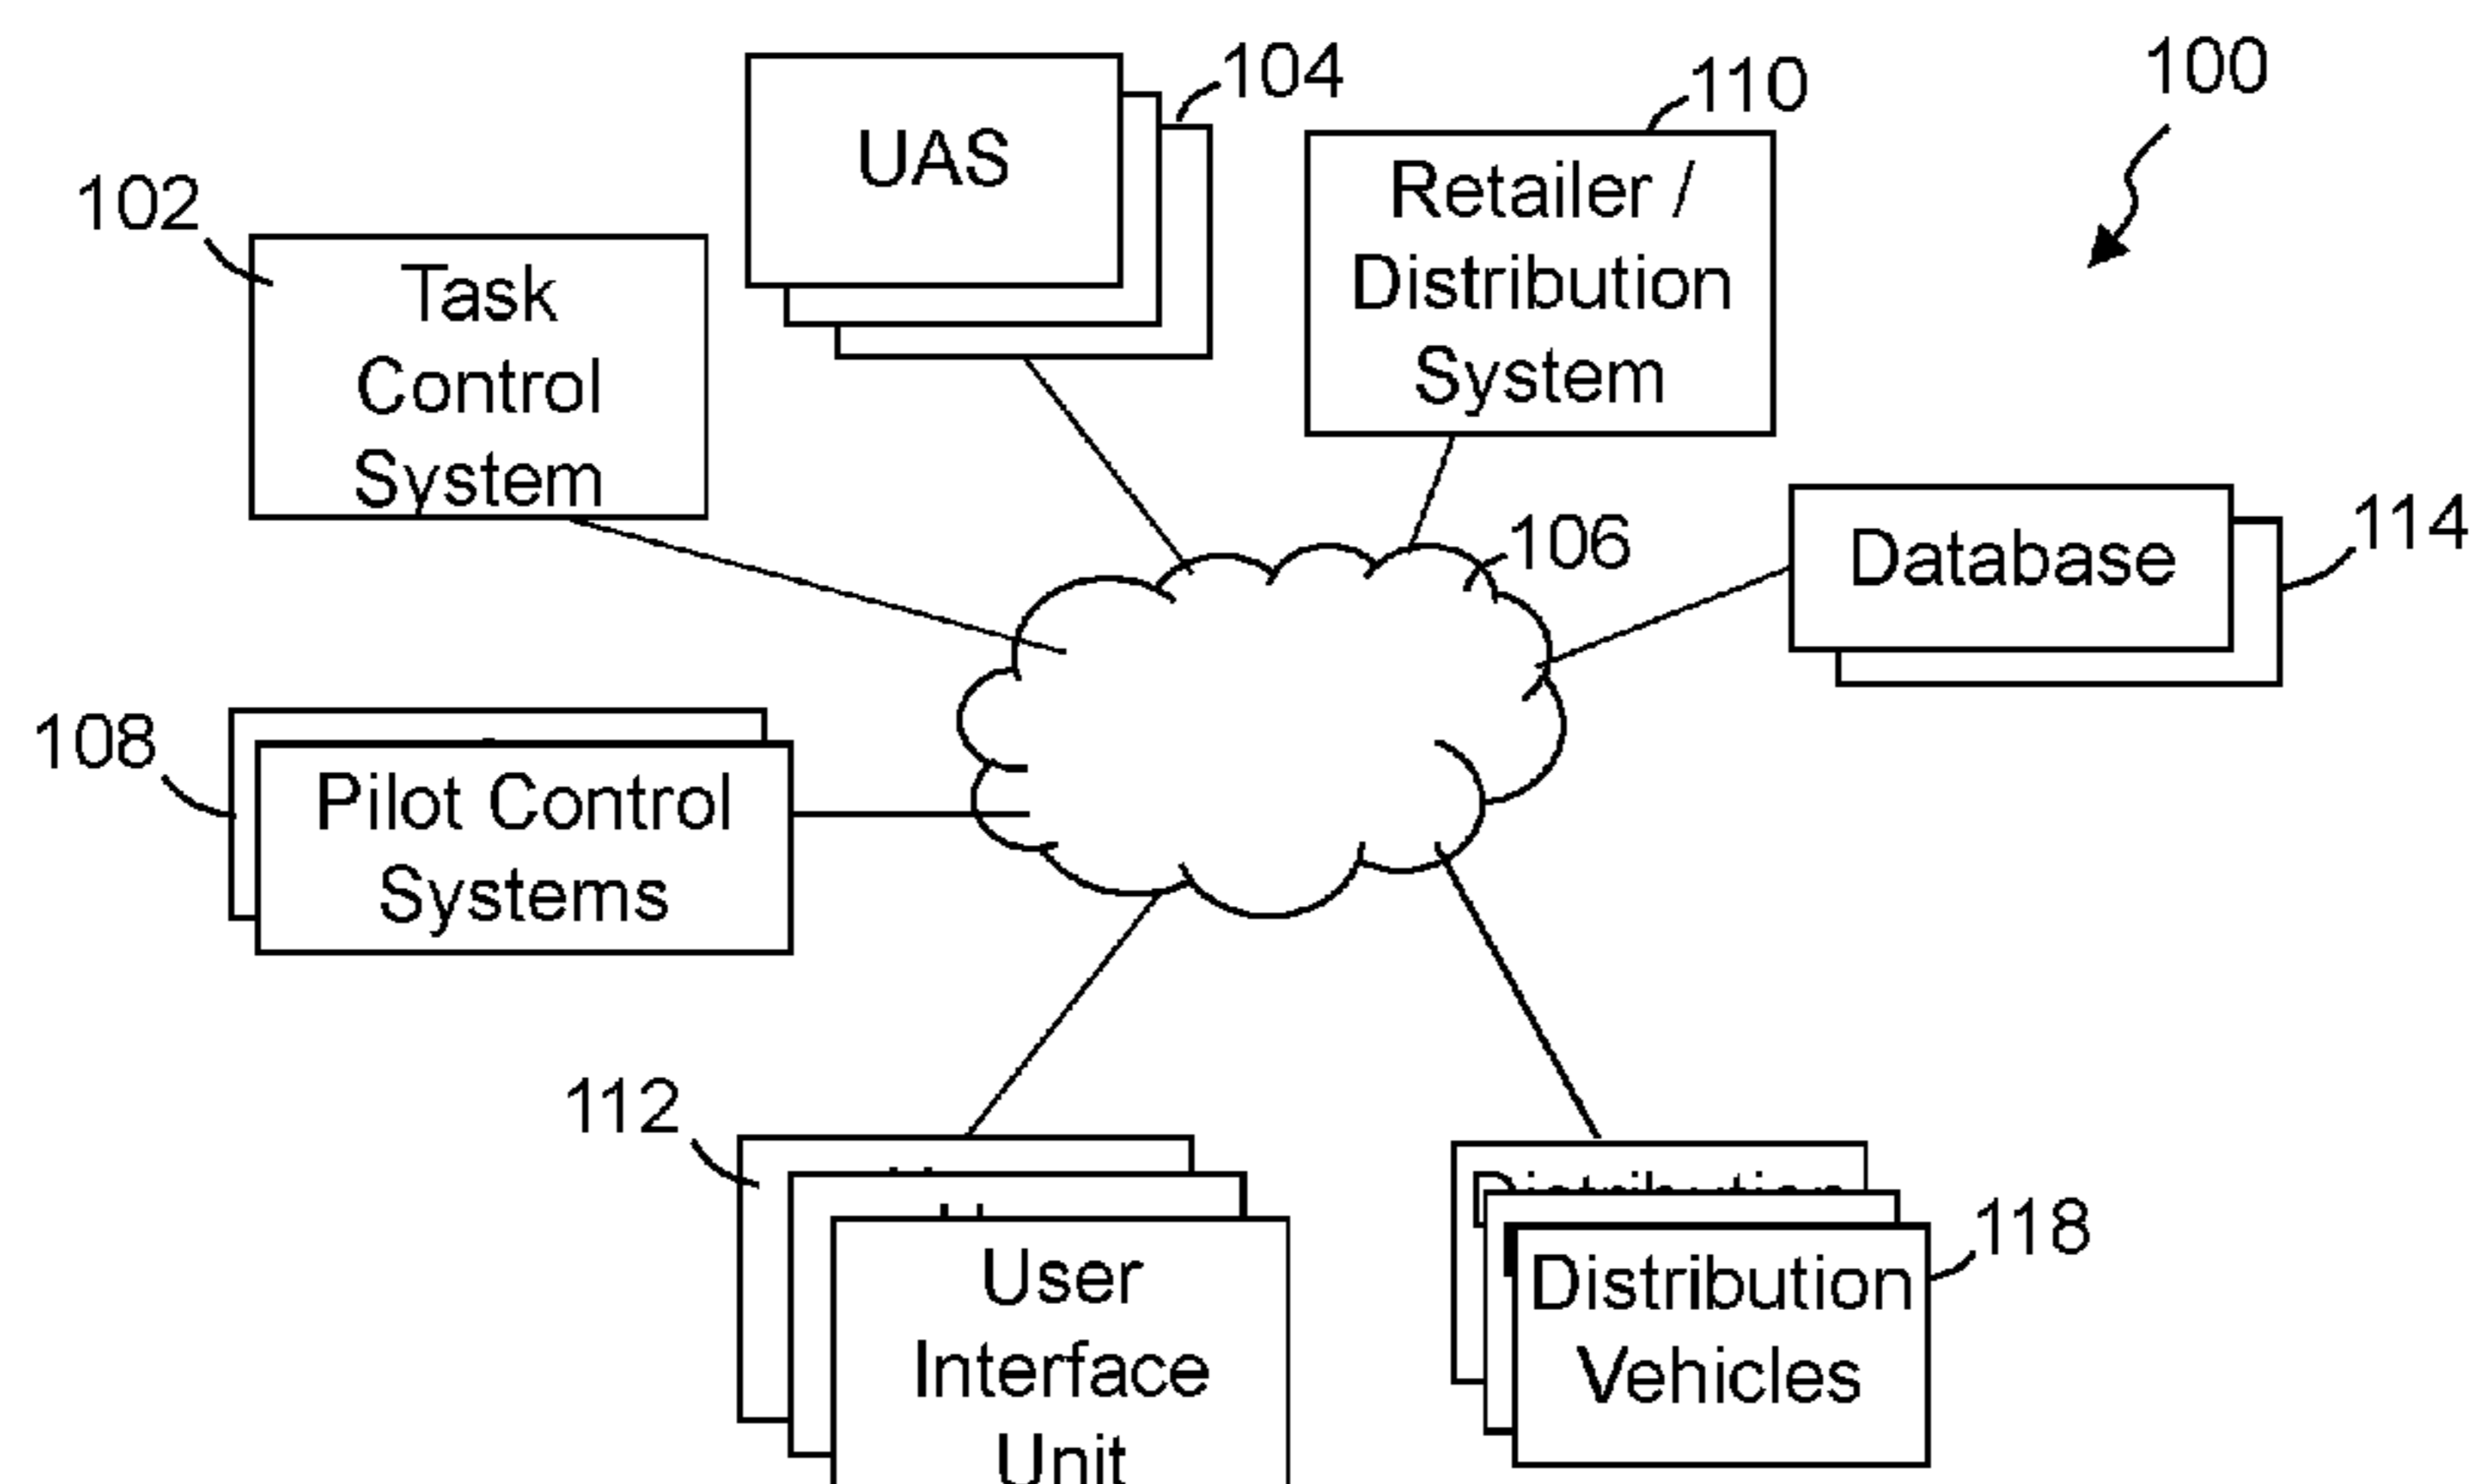 104
110
100
UAS
Retailer /
Distribution
System
102
Task
Control
System
106
Database
114
108
Pilot Control
Systems
112
User
Interface
Unit
118
Distribution
Vehicles